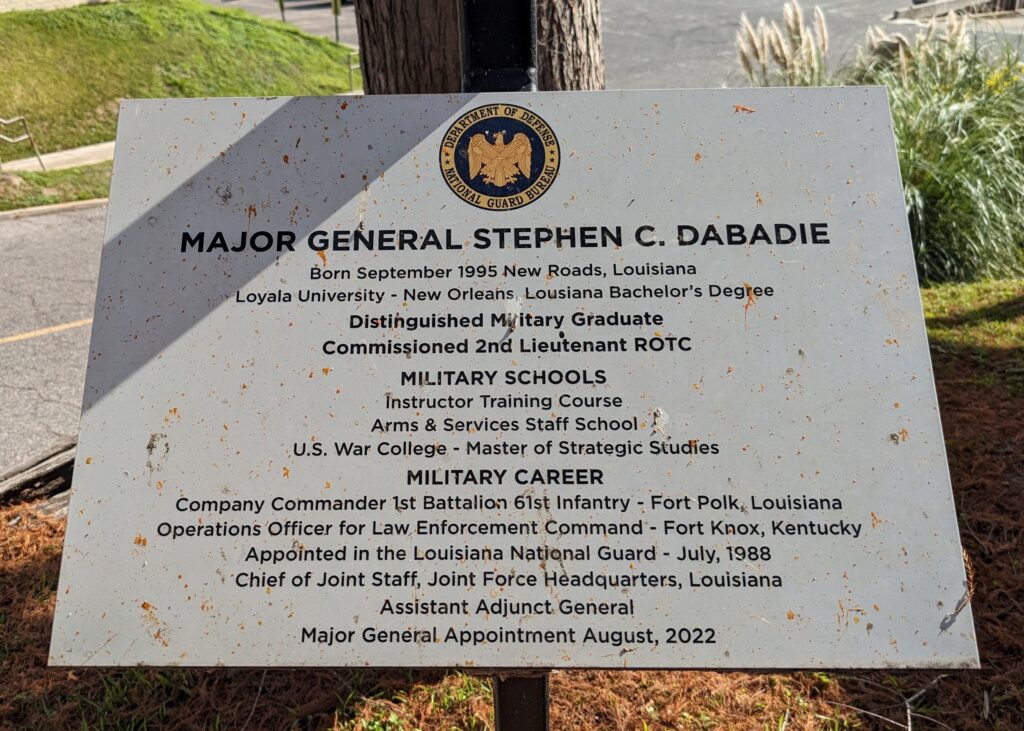 DEPARTMENT OF DEFENSE
NATIONAL GUARD BUREAU
MAJOR GENERAL STEPHEN C. DABADIE
Born September 1995 New Roads, Louisiana
Loyala University - New Orleans, Lousiana Bachelor's Degree
Distinguished Military Graduate
Commissioned 2nd Lieutenant ROTC
MILITARY SCHOOLS
Instructor Training Course
Arms & Services Staff School
U.S. War College - Master of Strategic Studies
MILITARY CAREER
Company Commander 1st Battalion 61st Infantry - Fort Polk, Louisiana
Operations Officer for Law Enforcement Command - Fort Knox, Kentucky
Appointed in the Louisiana National Guard - July, 1988
Chief of Joint Staff, Joint Force Headquarters, Louisiana
Assistant Adjunct General
Major General Appointment August, 2022